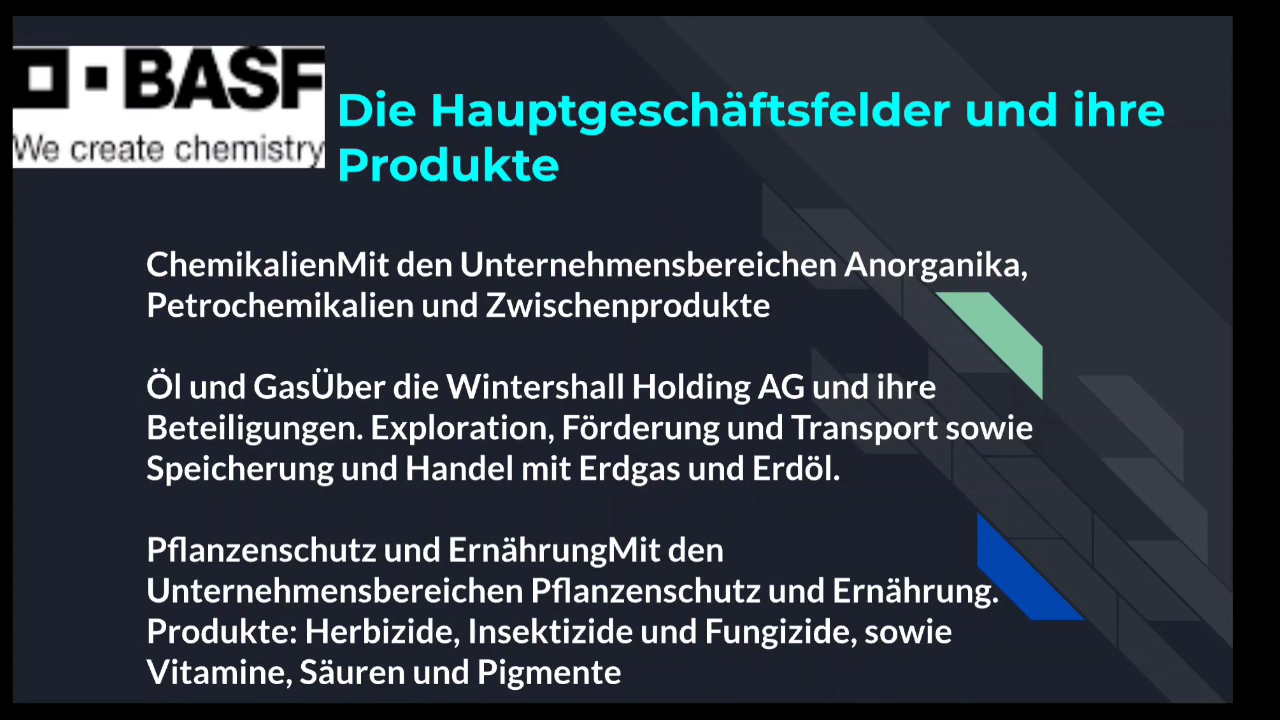 BASF
We create chemistry
Die Hauptgeschäftsfelder und ihre
Produkte
ChemikalienMit den Unternehmensbereichen Anorganika,
Petrochemikalien und Zwischenprodukte
Öl und GasÜber die Wintershall Holding AG und ihre
Beteiligungen. Exploration, Förderung und Transport sowie
Speicherung und Handel mit Erdgas und Erdöl.
Pflanzenschutz und ErnährungMit den
Unternehmensbereichen Pflanzenschutz und Ernährung.
Produkte: Herbizide, Insektizide und Fungizide, sowie
Vitamine, Säuren und Pigmente